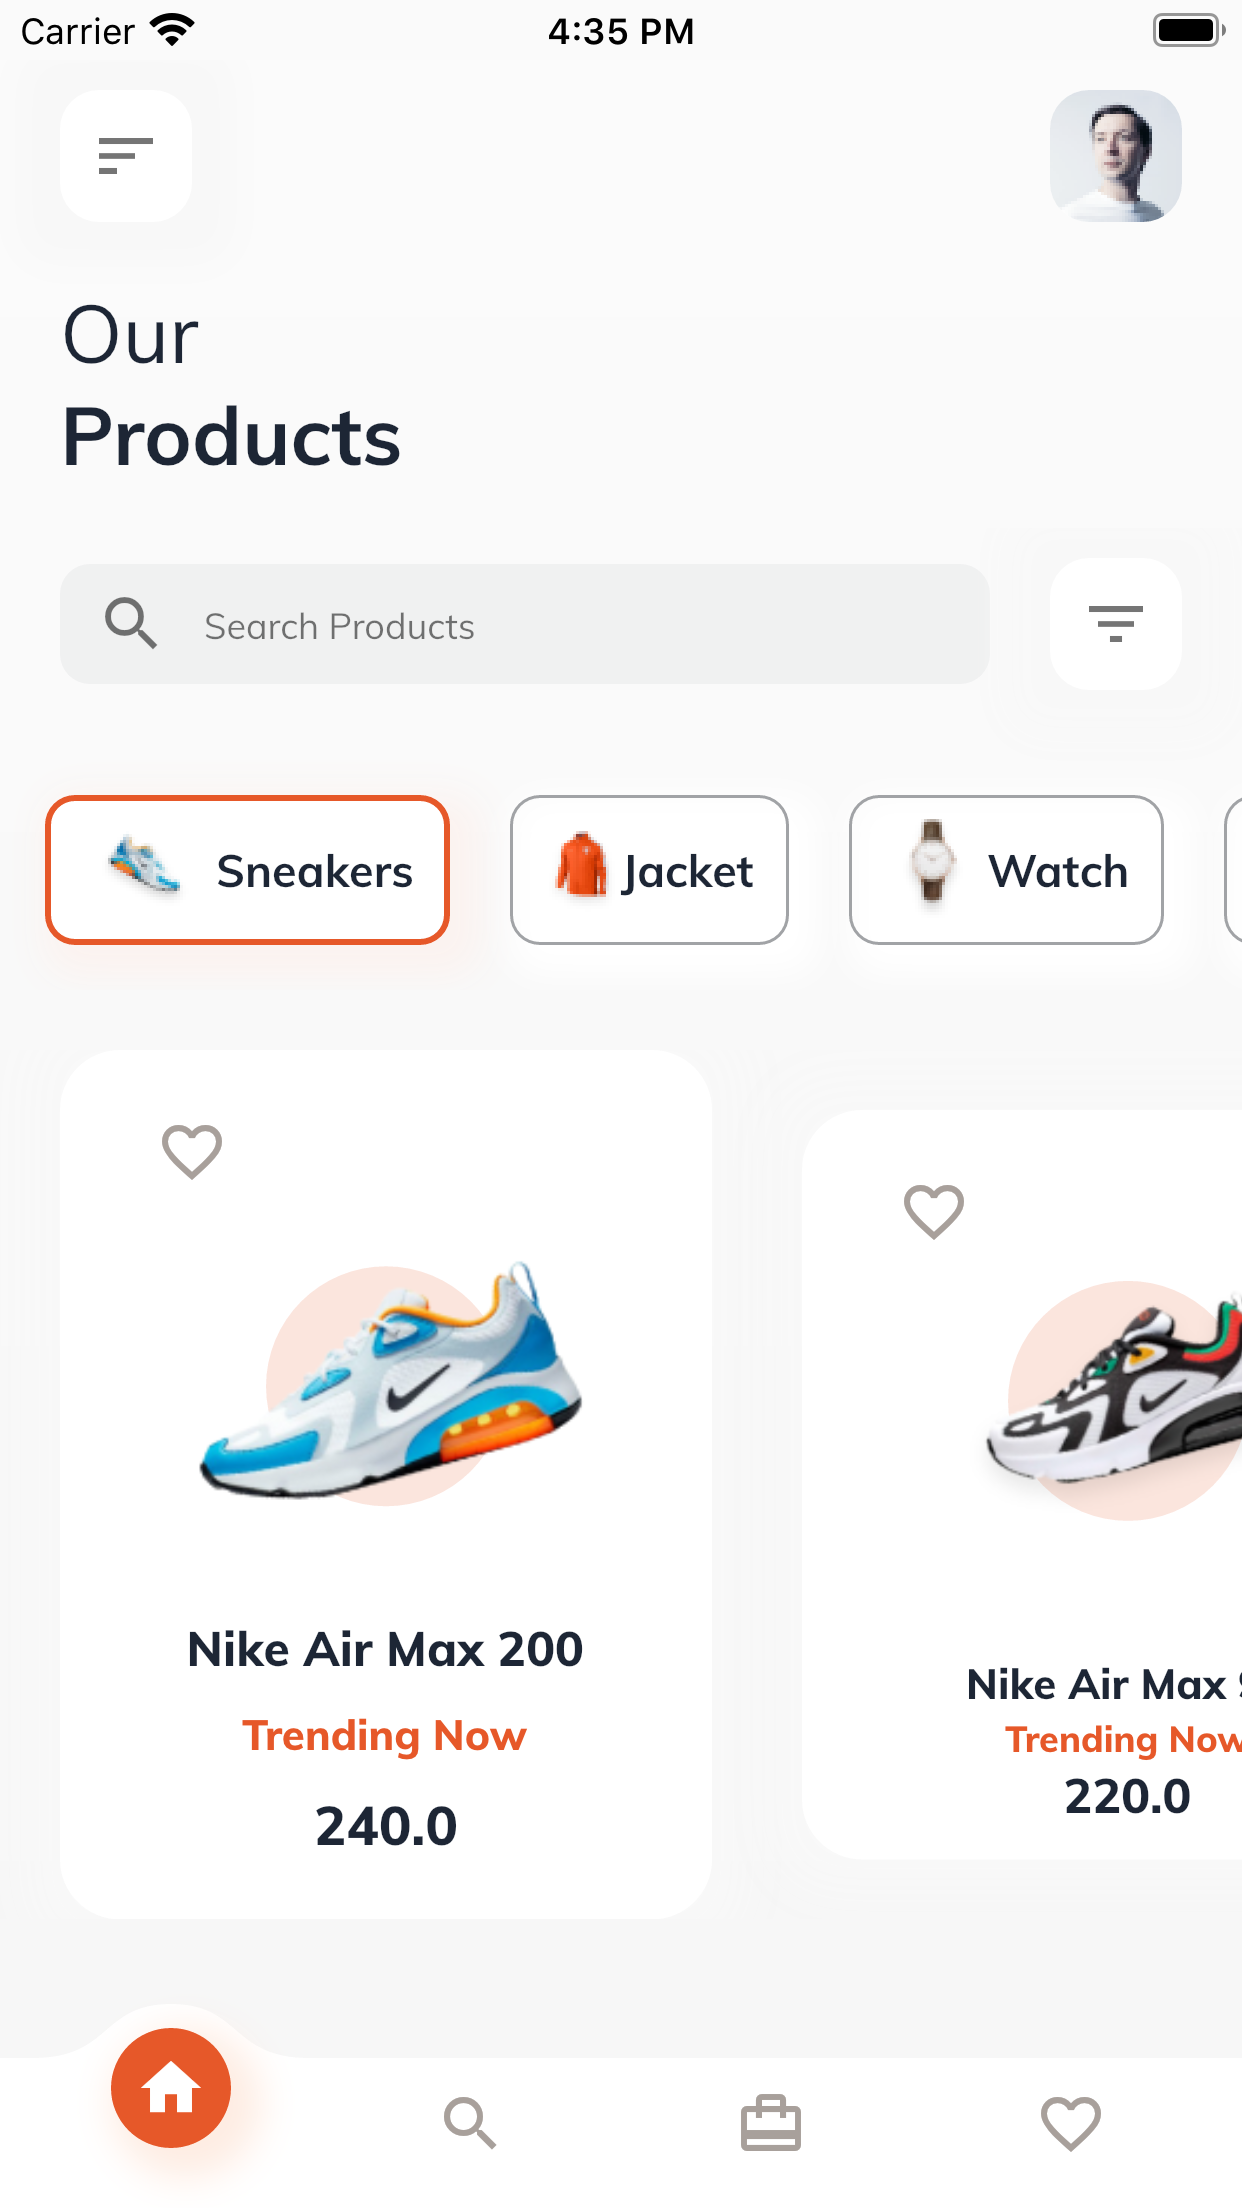 Carrier 4:35 PM
Our
Products
Search Products
Sneakers Jacket Watch
Nike Air Max 200
Trending Now
240.0
Nike Air Max
Trending Now
220.0